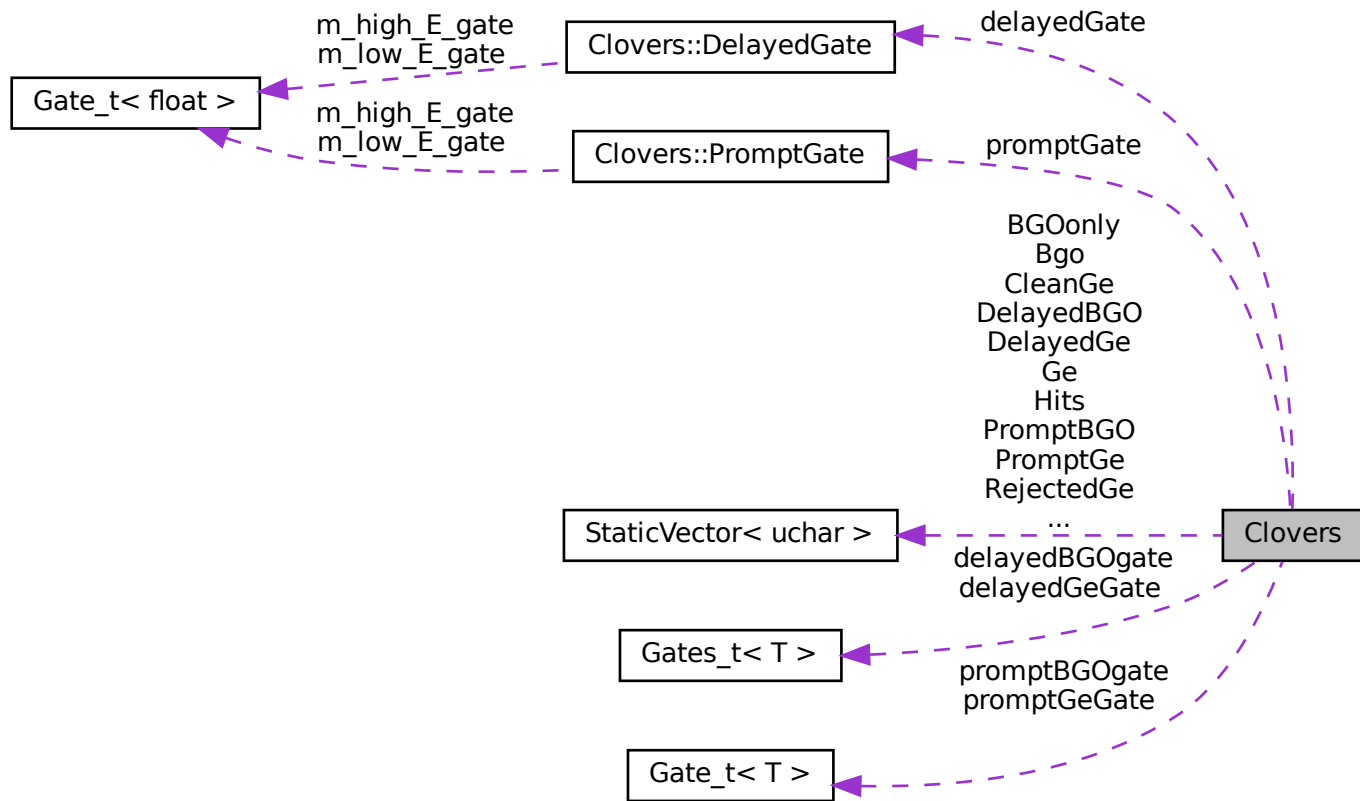 m_high_E_gate
m_low_E_gate
Clovers::DelayedGate
delayedGate
Gate_t< float >
m_high_E_gate
m_low_E_gate
Clovers::PromptGate
promptGate
BGOonly
Bgo
CleanGe
DelayedBGO
DelayedGe
Ge
Hits
PromptBGO
PromptGe
RejectedGe
...
StaticVector< uchar >
Clovers
delayedBGOgate
delayedGeGate
Gates_t< T >
promptBGOgate
promptGeGate
Gate_t< T >